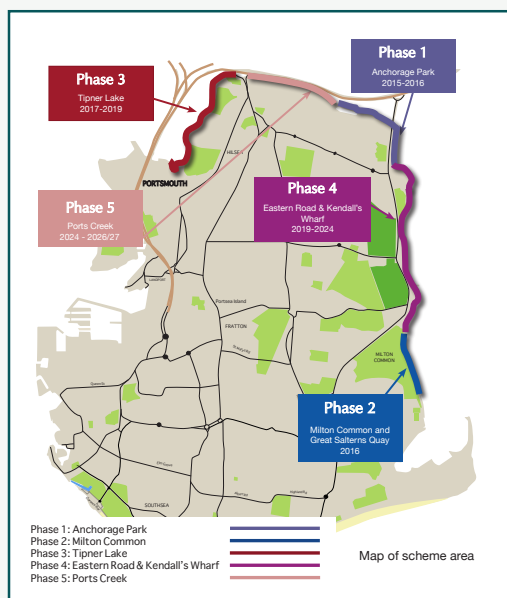 Phase 1
Anchorage Park
2015-2016
Phase 3
Tipner Lake
2017-2019
HILSEA
PORTSMOUTH
Phase 4
Eastern Road & Kendall's
Wharf
2019-2024
Phase 5
Ports Creek
2024 - 2026/27
Portsea Island
FRATTON
MILTON
COMMON
Phase 2
Milton Common and
Great Salterns Quay
2016
SOUTHSEA
Phase 1: Anchorage Park
Phase 2: Milton Common
Phase 3: Tipner Lake
Phase 4: Eastern Road & Kendall's Wharf
Phase 5: Ports Creek
Map of scheme area